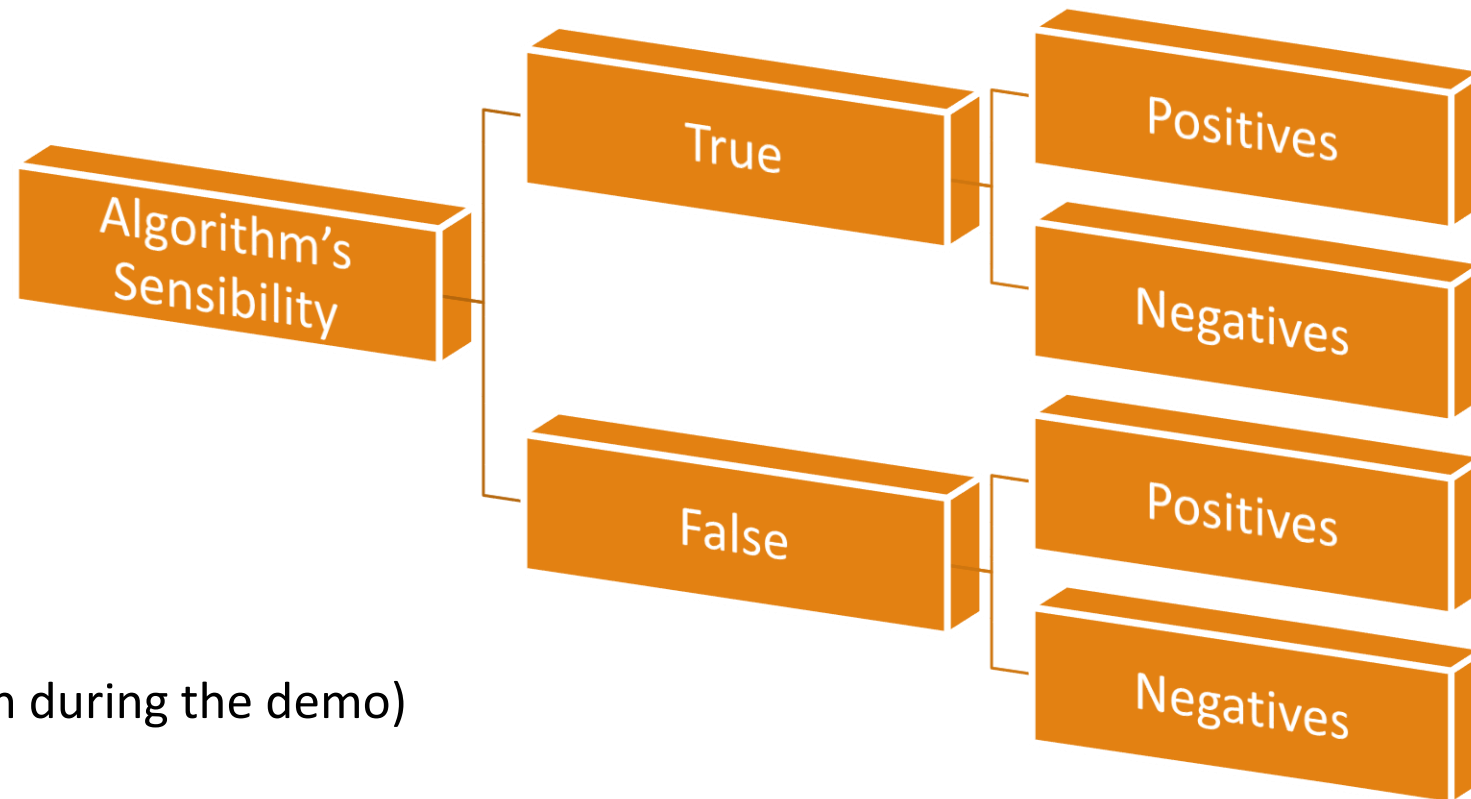 Algorithm’s
Sensibility
True
Positives
Negatives
False
Positives
Negatives
during the demo)